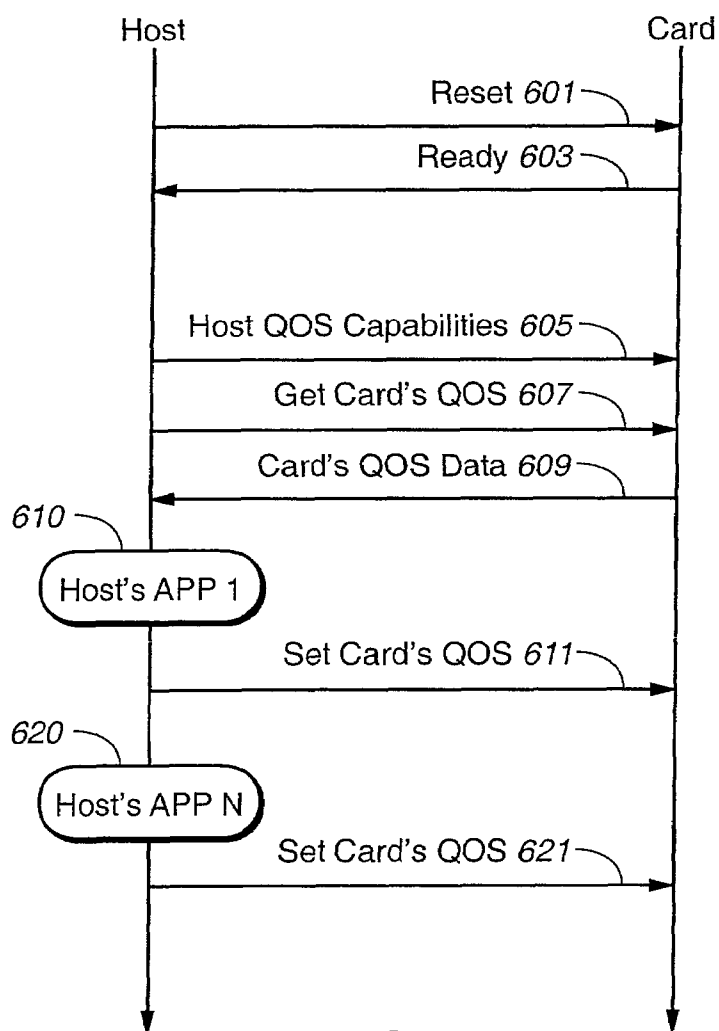 Host
Card
Reset 601
Ready 603
Host QOS Capabilities 605
Get Card's QOS 607
Card's QOS Data 609
610
Host's APP 1
Set Card's QOS 611
620
Host's APP N
Set Card's QOS 621